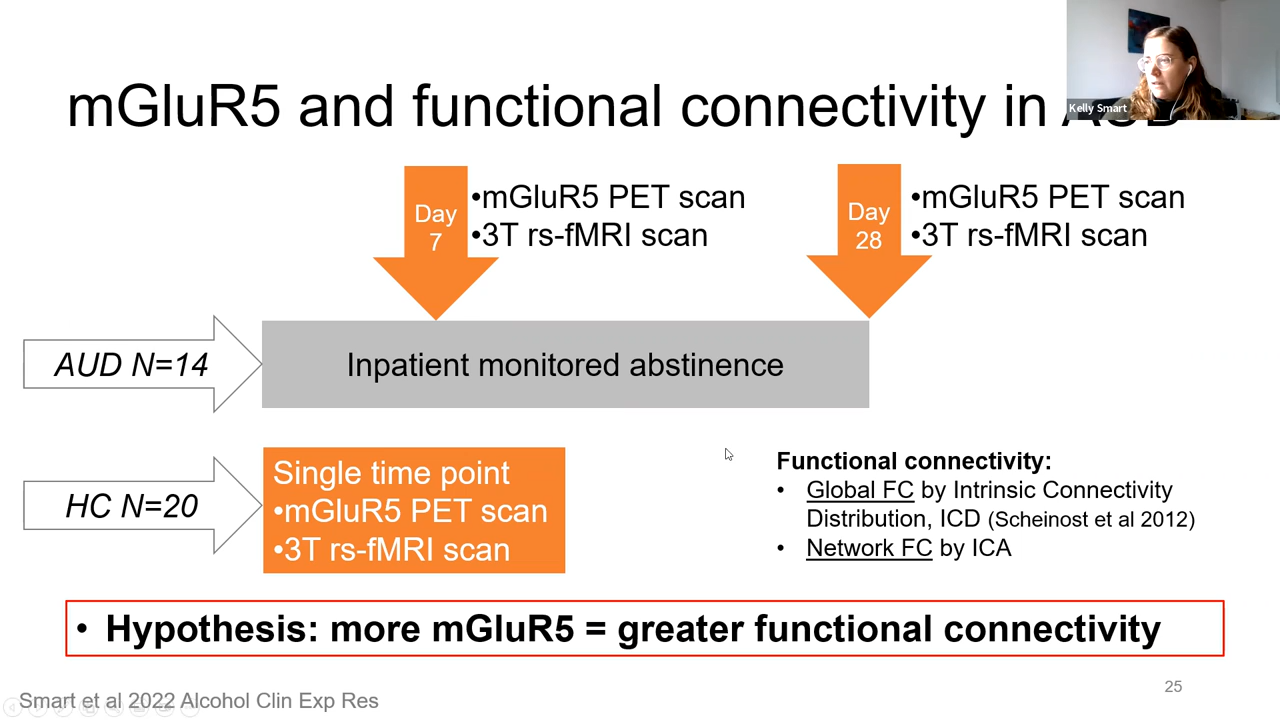 Kelly Smart
mGluR5 and functional connectivity in AUD
Day
7
•mGluR5 PET scan
•3T rs-fMRI scan
Day
28
•mGluR5 PET scan
•3T rs-fMRI scan
AUD N=14
Inpatient monitored abstinence
HC N=20
Single time point
•mGluR5 PET scan
•3T rs-fMRI scan
Functional connectivity:
• Global FC by Intrinsic Connectivity
Distribution, ICD (Scheinost et al 2012)
• Network FC by ICA
• Hypothesis: more mGluR5 = greater functional connectivity
Smart et al 2022 Alcohol Clin Exp Res
25